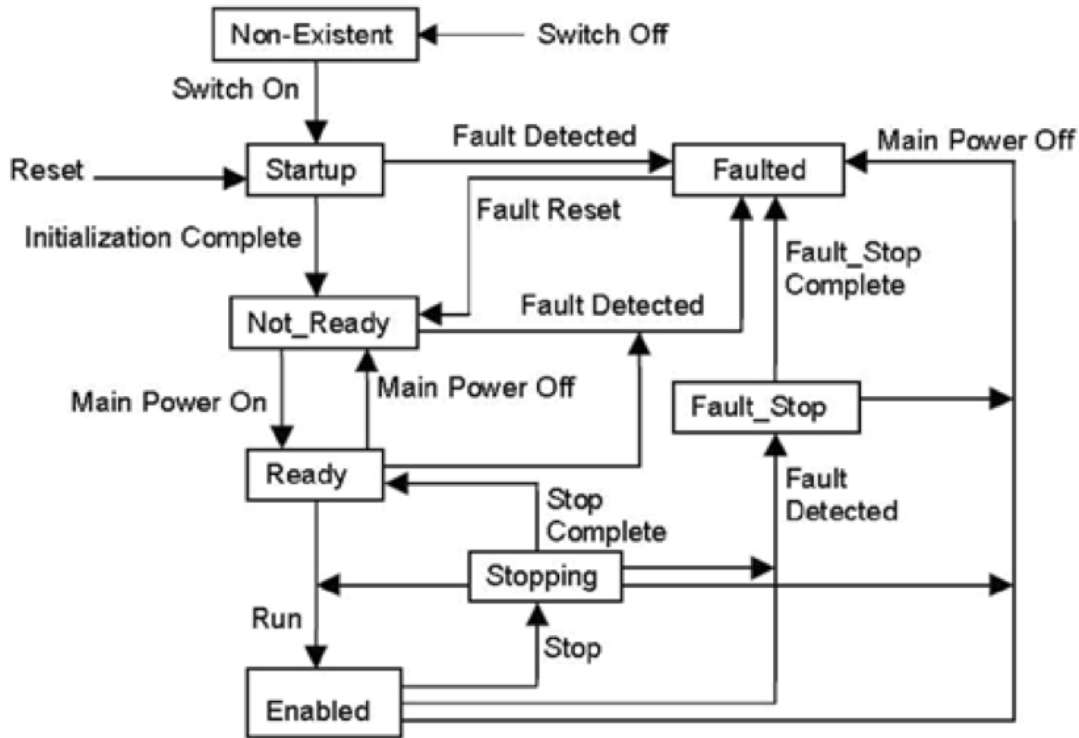 Non-Existent
Switch Off
Switch On
Fault Detected
Main Power Off
Reset
Startup
Faulted
Fault Reset
Initialization Complete
Fault_Stop
Complete
Not_Ready
Fault Detected
Main Power On
Main Power Off
Fault_Stop
Ready
Stop
Complete
Fault
Detected
Stopping
Run
Stop
Enabled